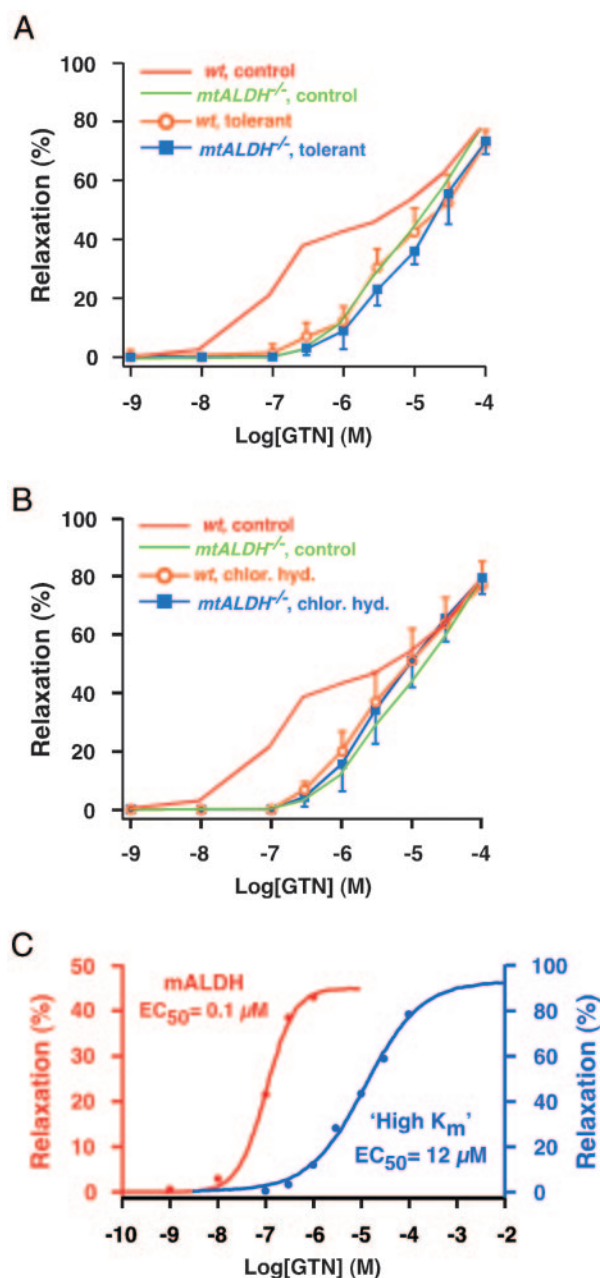 A
100
80
60
40
20
0
Relaxation (%)
wt, control
mtALDH-/-, control
wt, tolerant
mtALDH-/-, tolerant
-9 -8 -7 -6 -5 -4
Log[GTN] (M)
B
100
80
60
40
20
0
Relaxation (%)
wt, control
mtALDH-/-, control
wt, chlor. hyd.
mtALDH-/-, chlor. hyd.
-9 -8 -7 -6 -5 -4
Log[GTN] (M)
C
50
40
30
20
10
0
Relaxation (%)
mALDH
EC50= 0.1 µM
'High Km'
EC50= 12 µM
100
80
60
40
20
0
Relaxation (%)
-10 -9 -8 -7 -6 -5 -4 -3 -2
Log[GTN] (M)